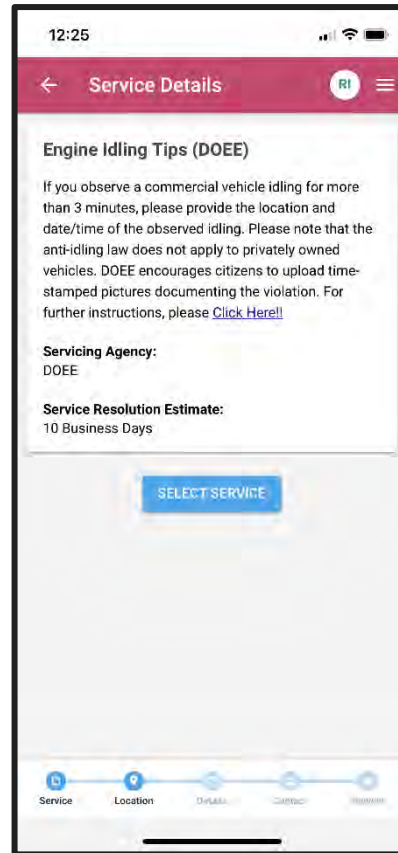 12:25
Service Details
RI
Engine Idling Tips (DOEE)
If you observe a commercial vehicle idling for more
than 3 minutes, please provide the location and
date/time of the observed idling. Please note that the
anti-idling law does not apply to privately owned
vehicles. DOEE encourages citizens to upload time-
stamped pictures documenting the violation. For
further instructions, please Click Here!!
Servicing Agency:
DOEE
Service Resolution Estimate:
10 Business Days
SELECT SERVICE
Service Location Details Contact